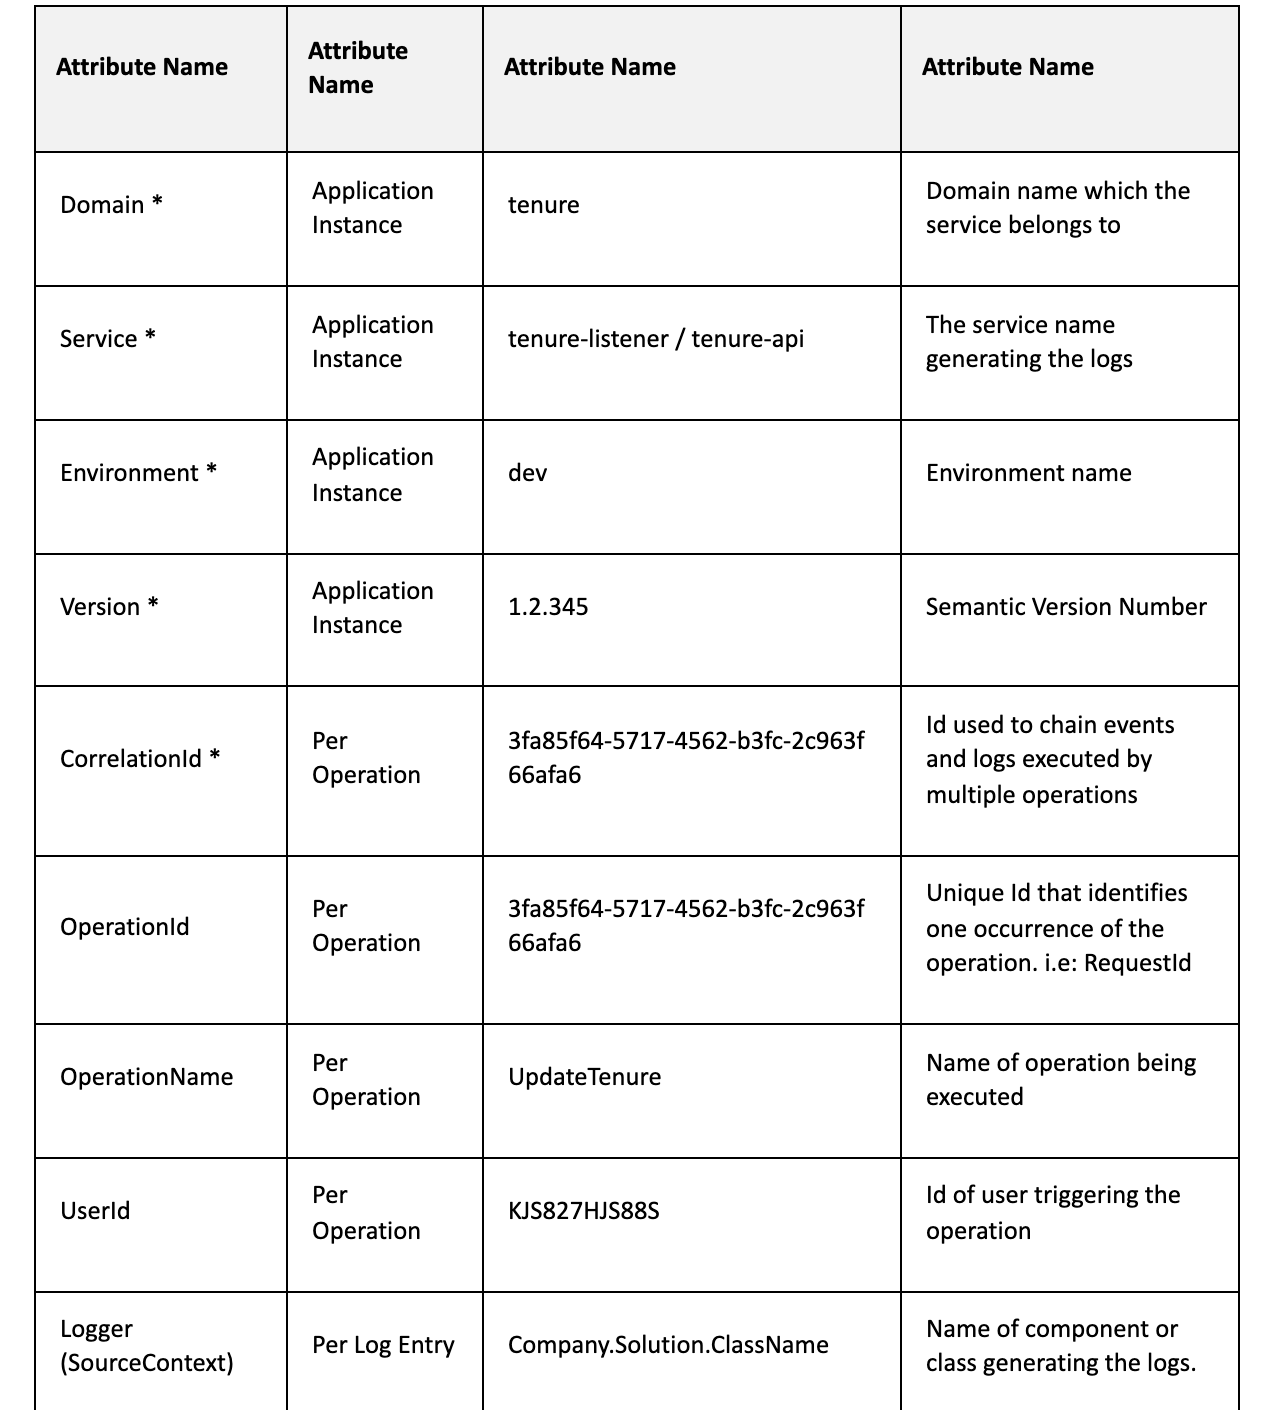 Attribute Name
Attribute
Name
Attribute Name
Attribute Name
Domain *
Application
Instance
tenure
Domain name which the
service belongs to
Service *
Application
Instance
tenure-listener / tenure-api
The service name
generating the logs
Environment *
Application
Instance
dev
Environment name
Version *
Application
Instance
1.2.345
Semantic Version Number
CorrelationId *
Per
Operation
3fa85f64-5717-4562-b3fc-2c963f
66afa6
Id used to chain events
and logs executed by
multiple operations
OperationId
Per
Operation
3fa85f64-5717-4562-b3fc-2c963f
66afa6
Unique Id that identifies
one occurrence of the
operation. i.e: RequestId
OperationName
Per
Operation
UpdateTenure
Name of operation being
executed
UserId
Per
Operation
KJS827HJS88S
Id of user triggering the
operation
Logger
(SourceContext)
Per Log Entry
Company.Solution.ClassName
Name of component or
class generating the logs.